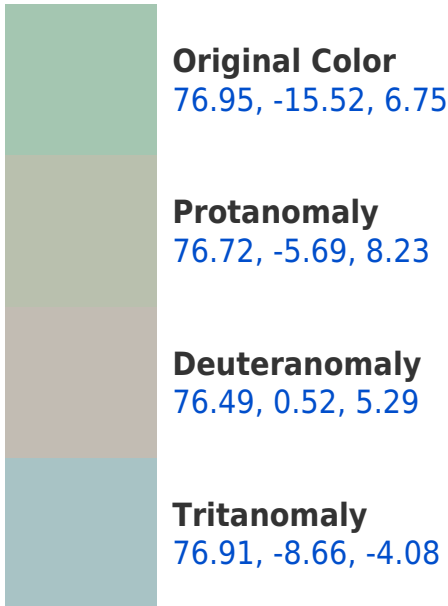 Original Color
76.95, -15.52, 6.75
Protanomaly
76.72, -5.69, 8.23
Deuteranomaly
76.49, 0.52, 5.29
Tritanomaly
76.91, -8.66, -4.08